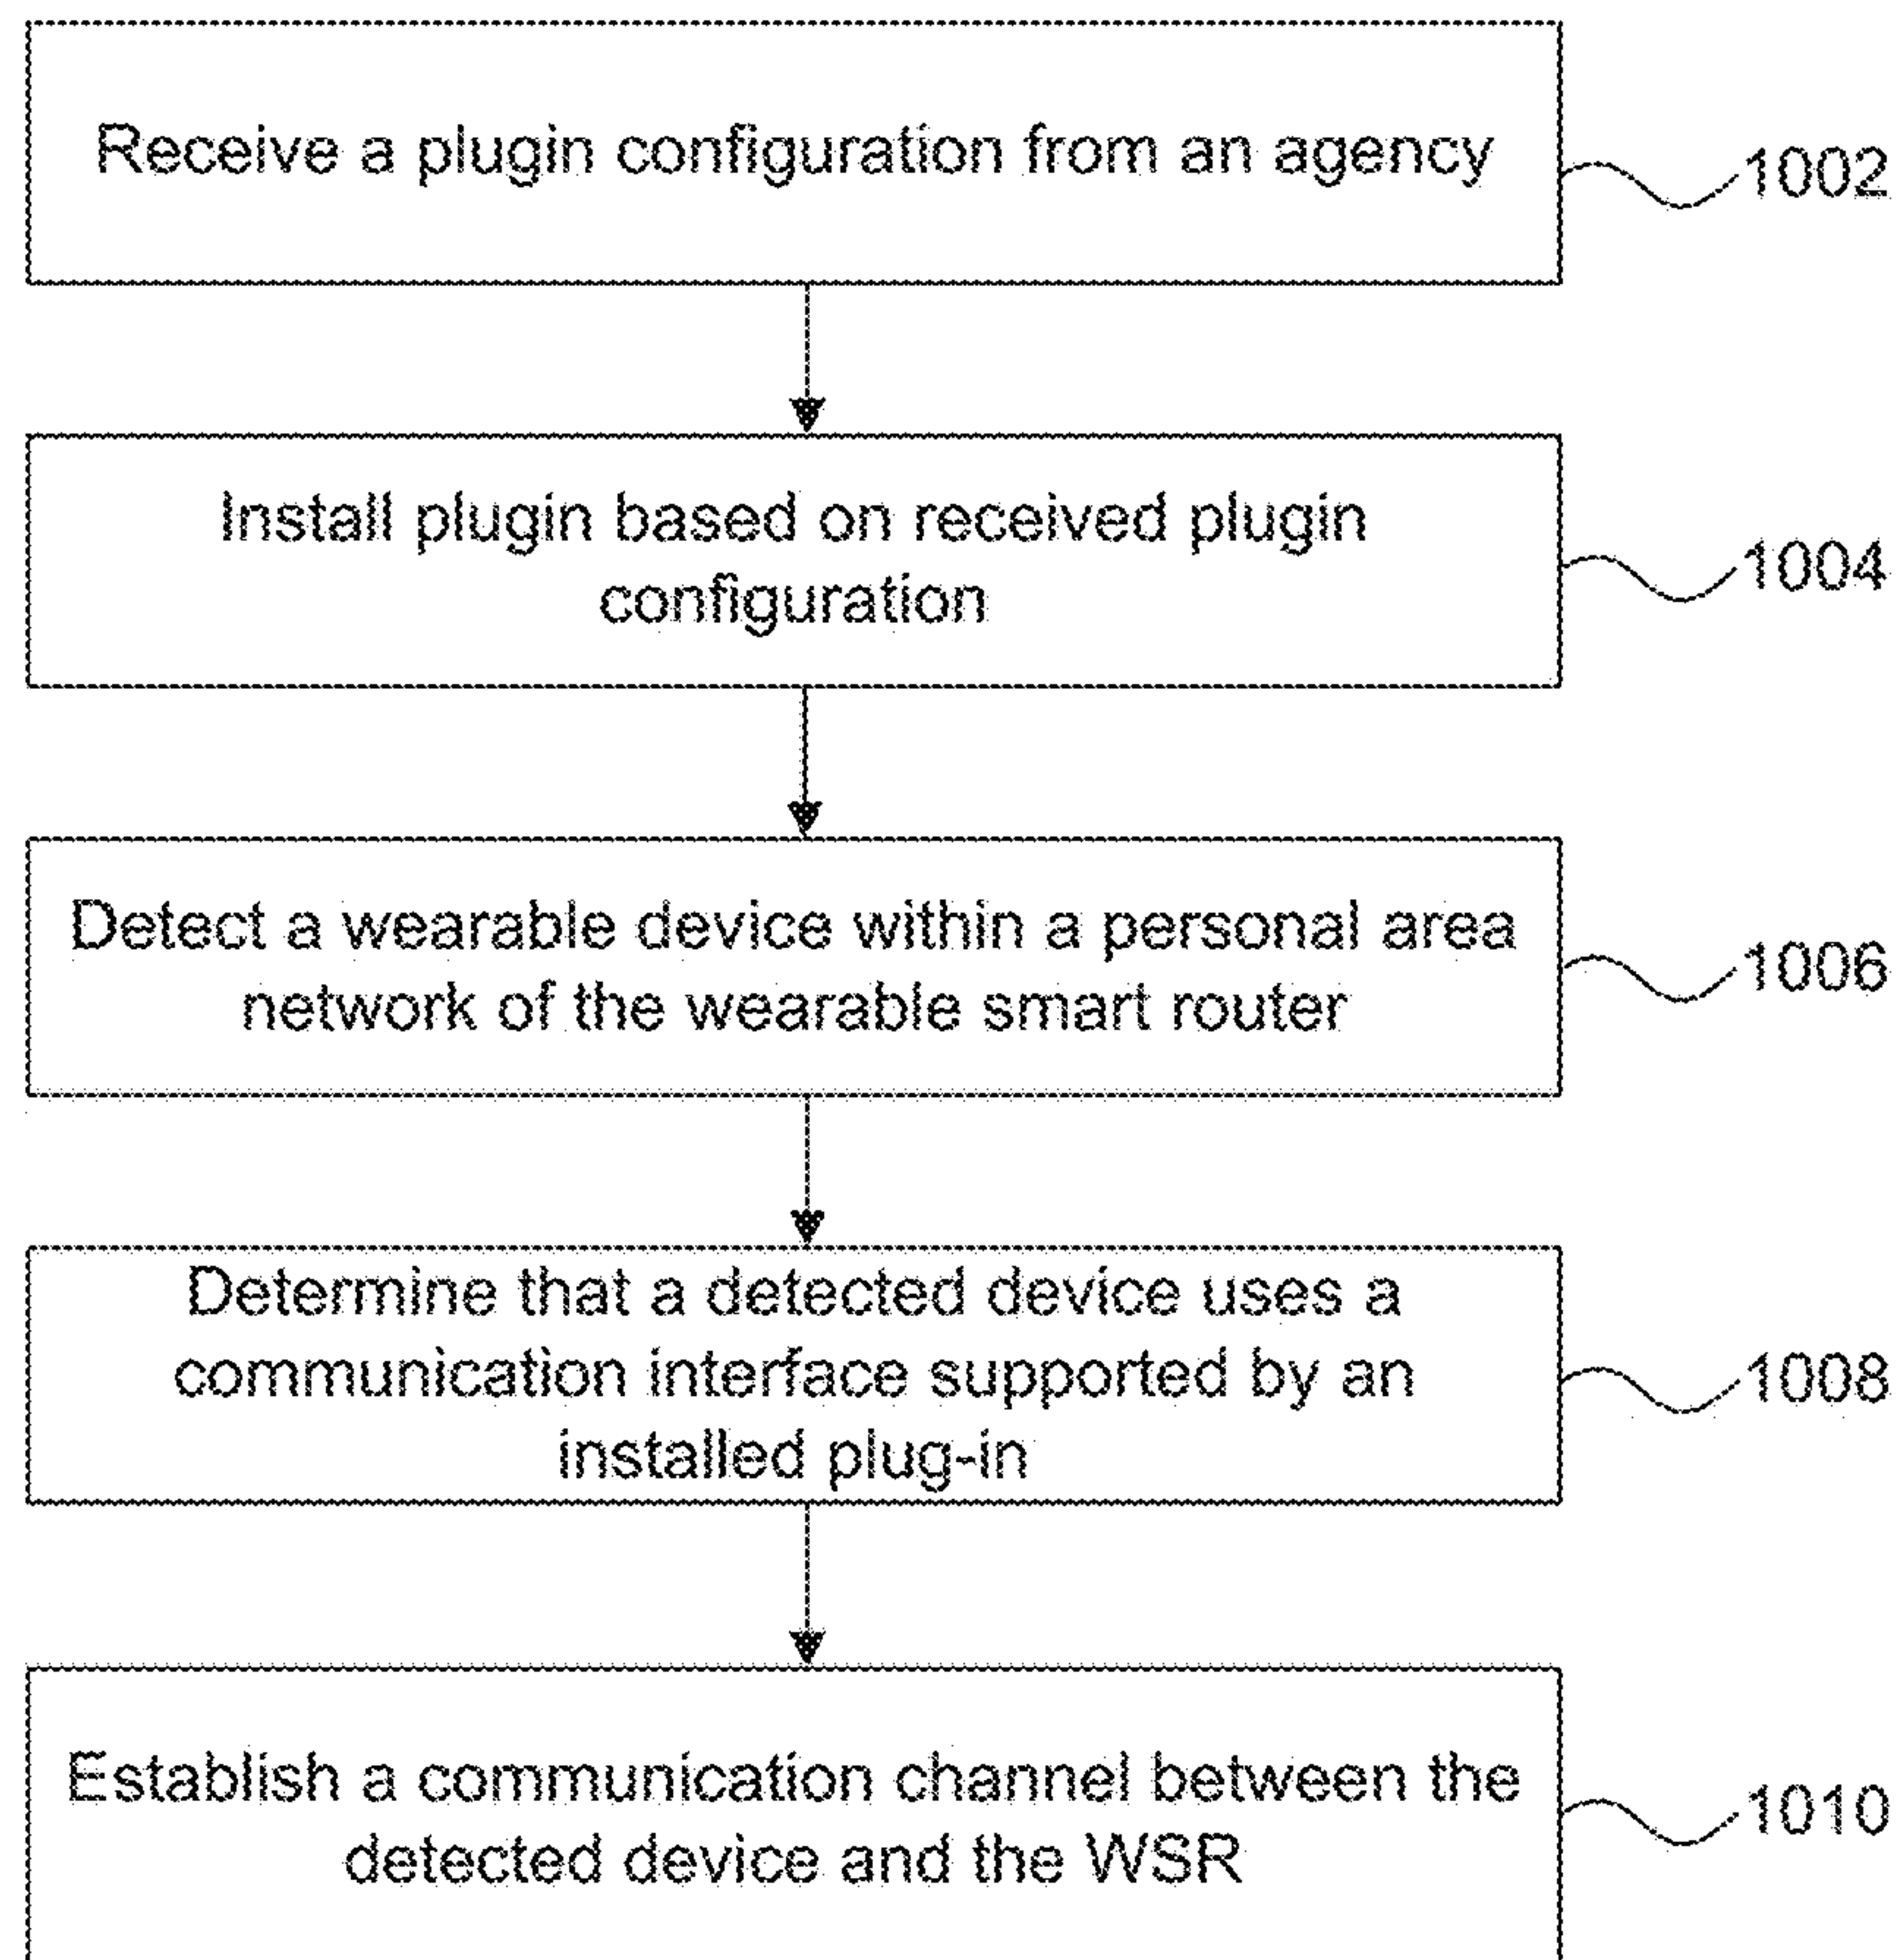 Receive a plugin configuration from an agency
1002
Install plugin based on received plugin
configuration
1004
Detect a wearable device within a personal area
network of the wearable smart router
1006
Determine that a detected device uses a
communication interface supported by an
installed plug-in
1008
Establish a communication channel between the
detected device and the WSR
1010